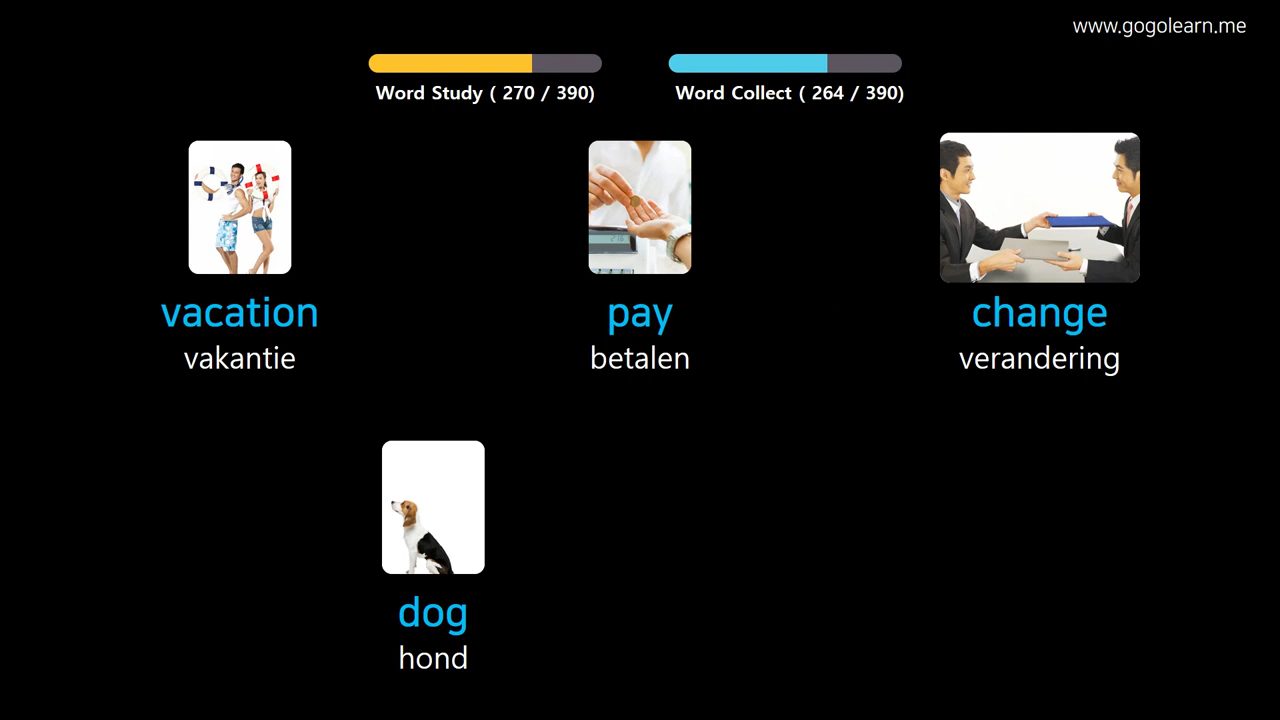 www.gogolearn.me
Word Study ( 270 / 390)
Word Collect ( 264 / 390)
vacation
vakantie
pay
betalen
change
verandering
dog
hond